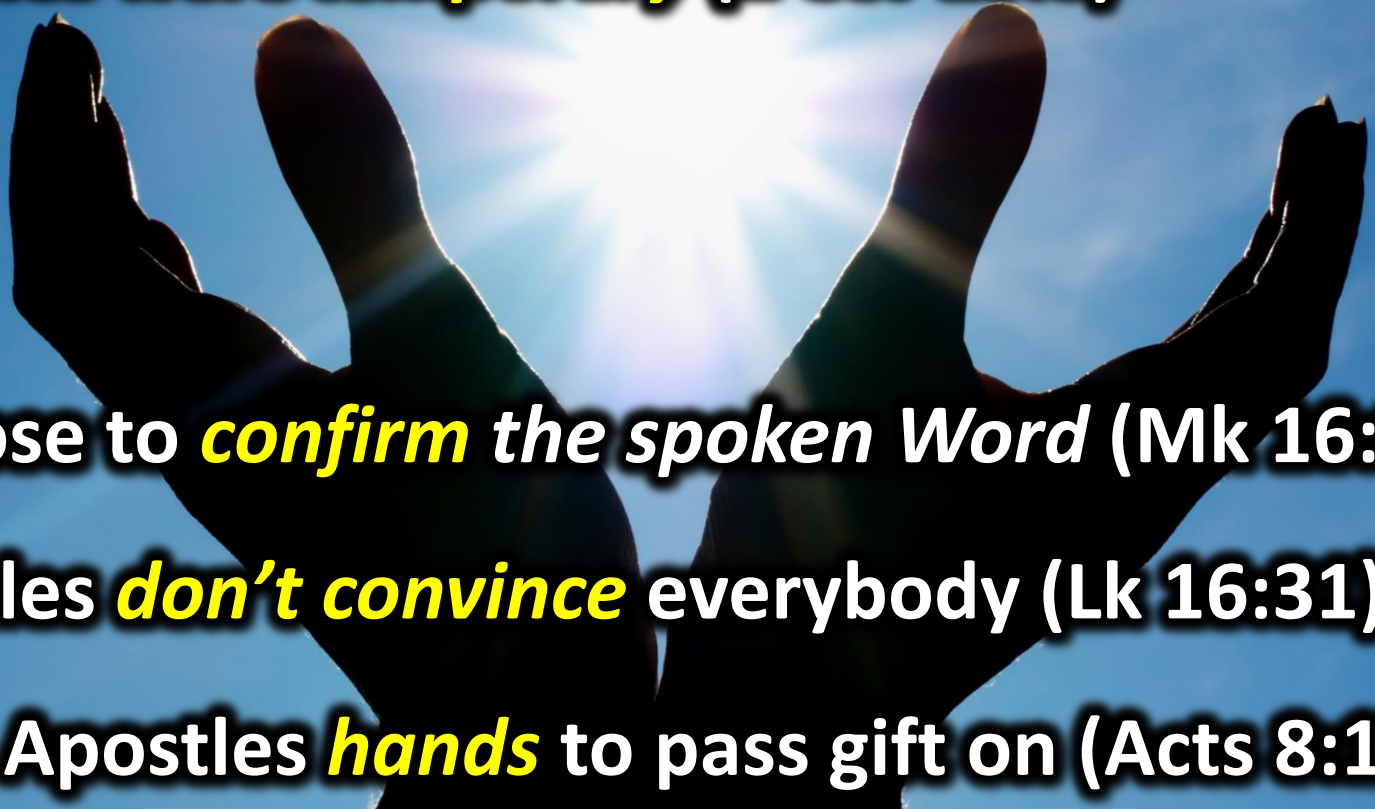 ose to confirm the spoken Word (Mk 16:
les don’t convince everybody (Lk 16:31)
Apostles hands to pass gift on (Acts 8:1